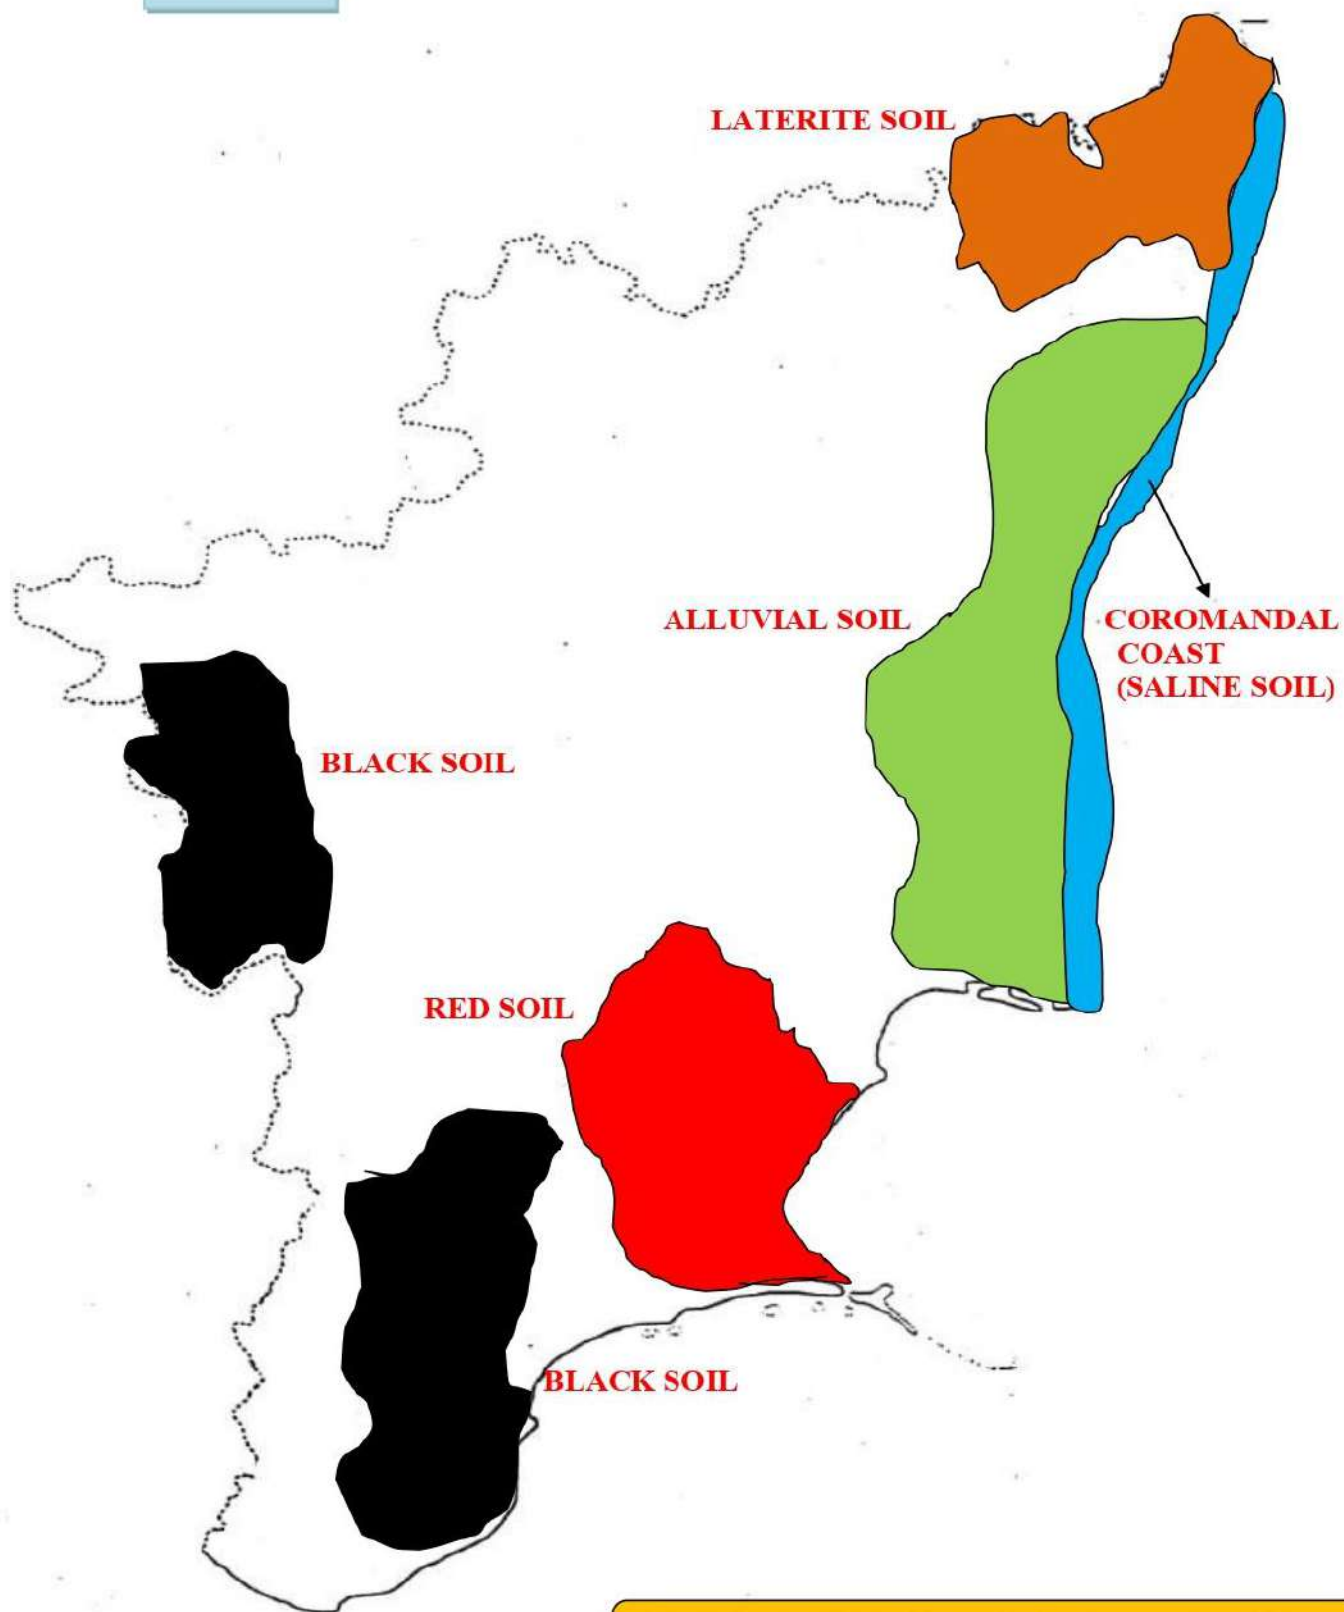 LATERITE SOIL
ALLUVIAL SOIL
COROMANDAL
COAST
(SALINE SOIL)
BLACK SOIL
RED SOIL
BLACK SOIL